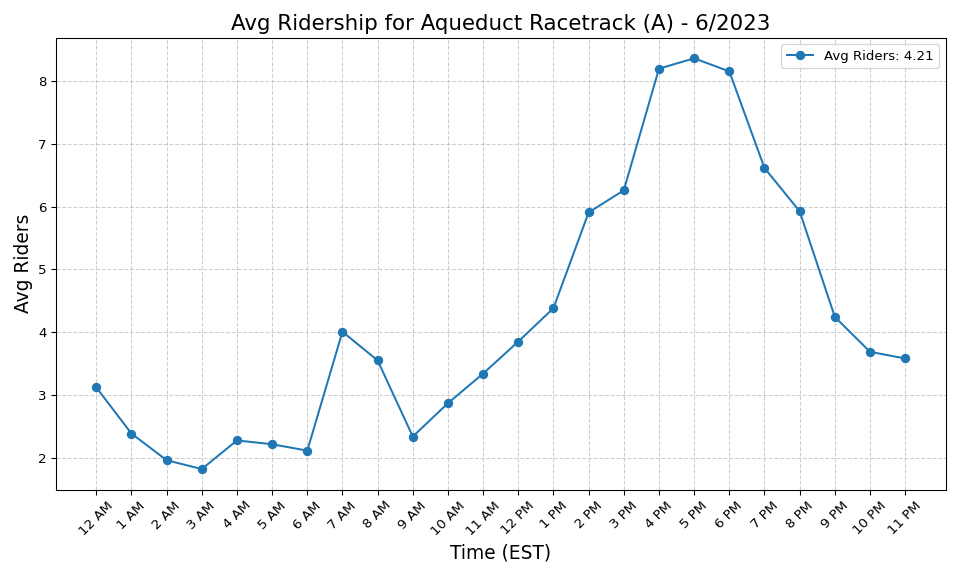 Avg Ridership for Aqueduct Racetrack (A) - 6/2023
Avg Riders: 4.21
8
7
6
5
4
3
2
Avg Riders
12 AM
1 AM
2 AM
3 AM
4 AM
5 AM
6 AM
7 AM
8 AM
9 AM
10 AM
11 AM
12 PM
1 PM
2 PM
3 PM
4 PM
5 PM
6 PM
7 PM
8 PM
9 PM
10 PM
11 PM
Time (EST)